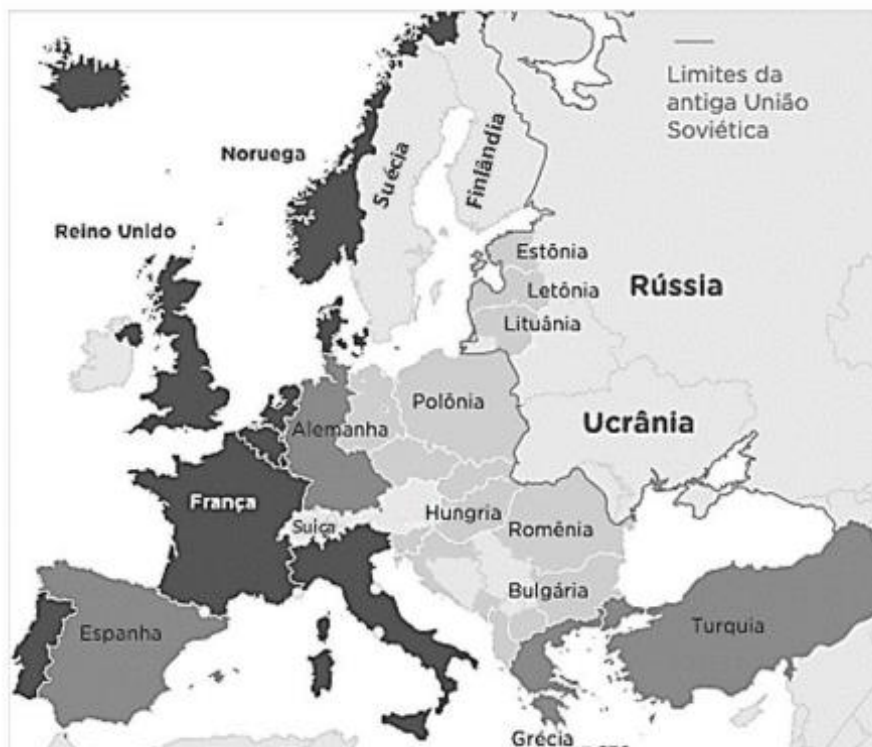 Limites da
antiga União
Soviética
Noruega
Suécia
Finlândia
Reino Unido
Estônia
Letônia
Rússia
Lituânia
Polônia
Alemanha
Ucrânia
França
Suiça
Hungria
Romênia
Bulgária
Espanha
Turquia
Grécia